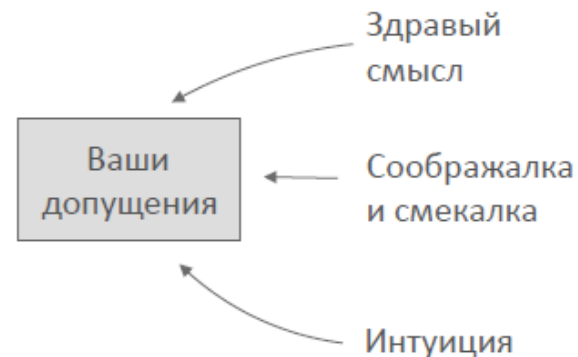 Здравый
смысл
Ваши
допущения
Соображалка
и смекалка
Интуиция